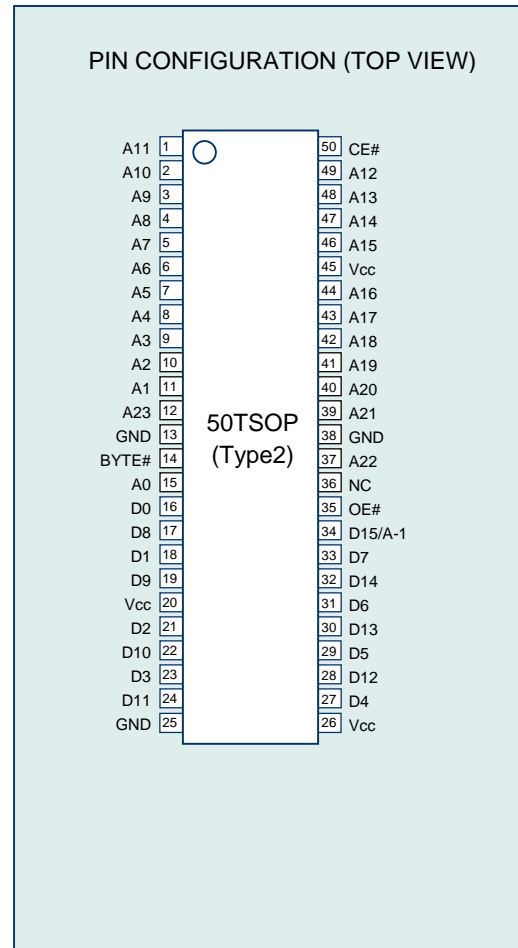 PIN CONFIGURATION (TOP VIEW)
A11 1 50 CE#
A10 2 49 A12
A9 3 48 A13
A8 4 47 A14
A7 5 46 A15
A6 6 45 Vcc
A5 7 44 A16
A4 8 43 A17
A3 9 42 A18
A2 10 41 A19
A1 11 40 A20
A23 12 39 A21
GND 13 38 GND
BYTE# 14 37 A22
A0 15 36 NC
D0 16 35 OE#
D8 17 34 D15/A-1
D1 18 33 D7
D9 19 32 D14
Vcc 20 31 D6
D2 21 30 D13
D10 22 29 D5
D3 23 28 D12
D11 24 27 D4
GND 25 26 Vcc
50TSOP
(Type2)